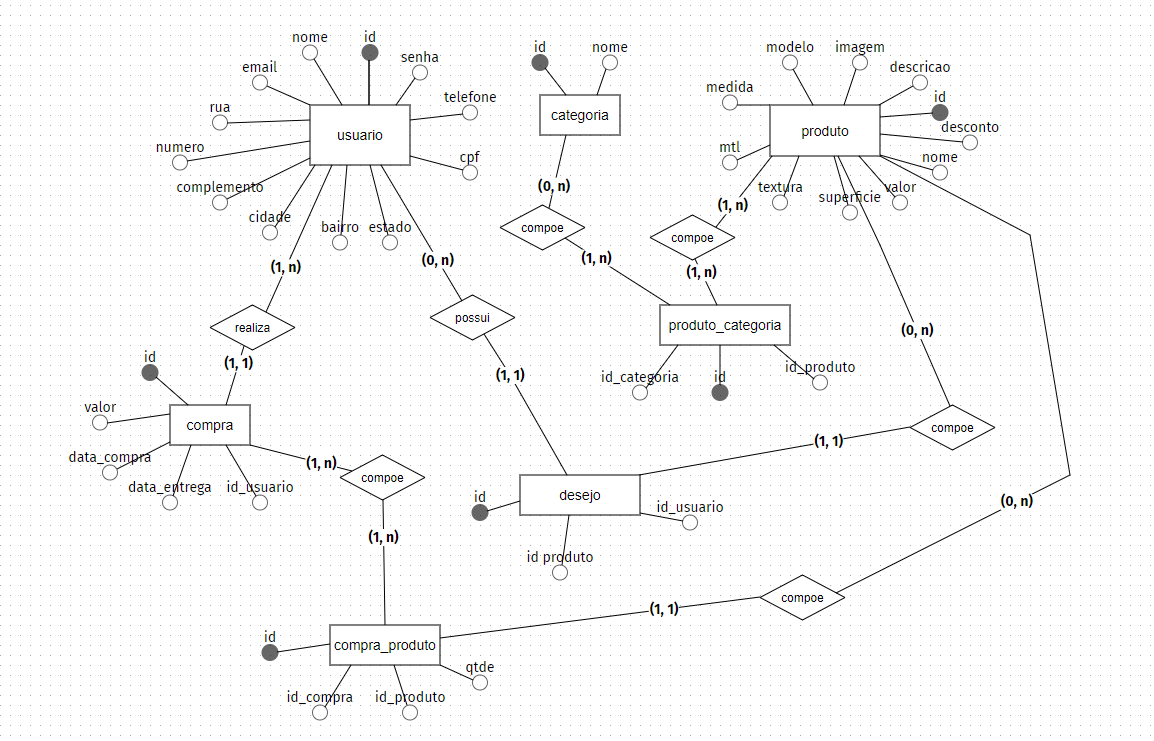 nome
id
email
senha
rua
telefone
usuario
numero
cpf
complemento
cidade
bairro
estado
id
nome
categoria
modelo
imagem
descricao
medida
id
produto
desconto
mtl
nome
textura
superficie
valor
(0, n)
(1, n)
compoe
compoe
(1, n)
(0, n)
(1, n)
(1, n)
realiza
possui
produto_categoria
(0, n)
(1, 1)
id
(1, 1)
id_categoria
id
id_produto
valor
compra
compoe
(1, 1)
data_compra
(1, n)
compoe
data_entrega
id_usuario
id
desejo
id_usuario
(0, n)
(1, n)
id produto
compoe
(1, 1)
id
compra_produto
qtde
id_compra
id_produto